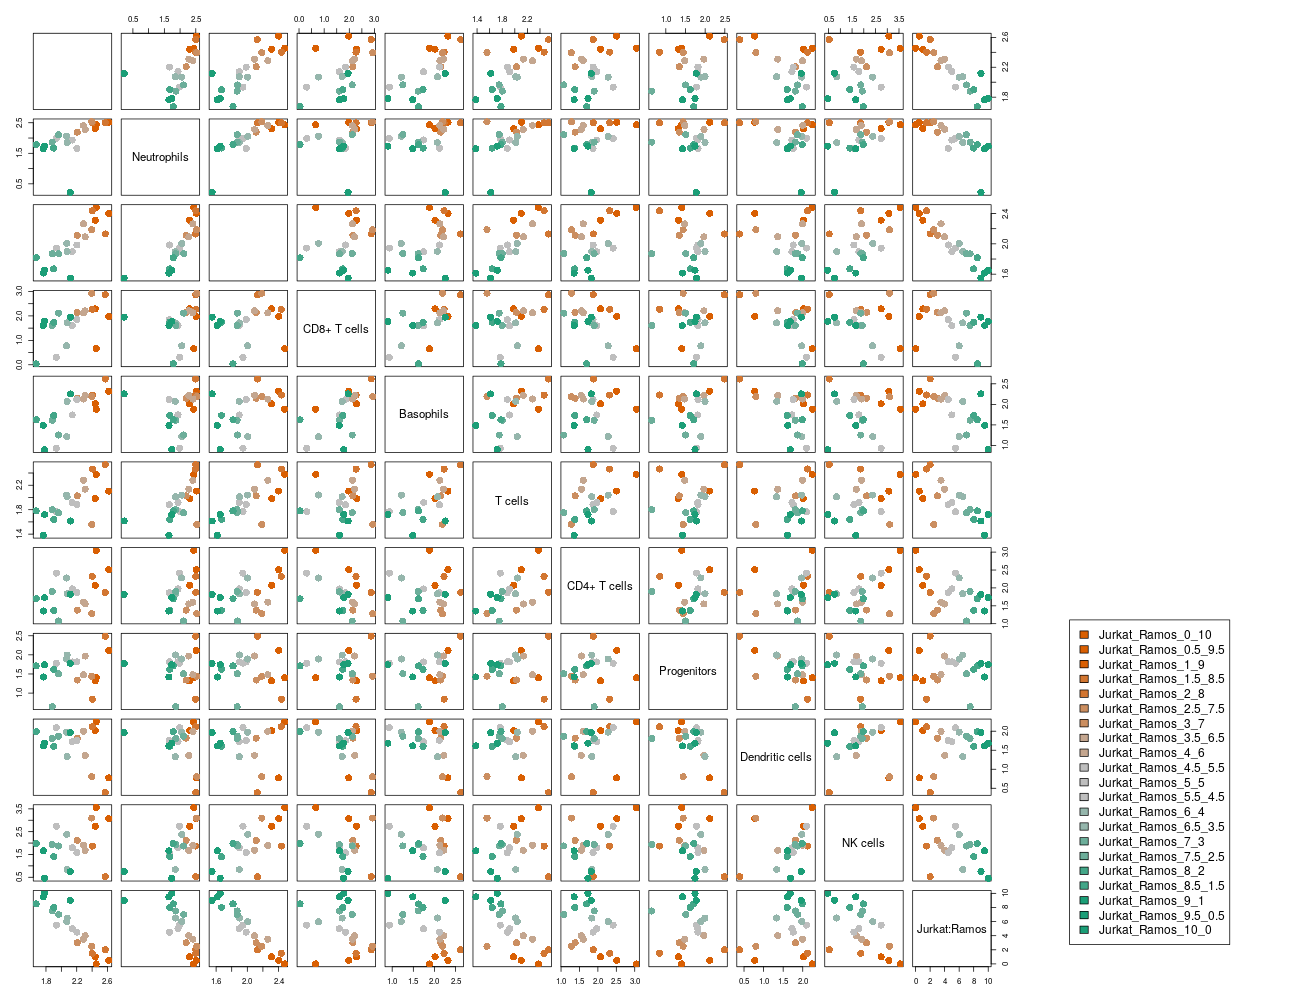 0.5 1.5 2.5 0.0 1.0 2.0 3.0 1.4 1.8 2.2 1.0 1.5 2.0 2.5 0.5 1.5 2.5 3.5
1.8 2.2 2.6
0.5 1.5 2.5
Neutrophils
1.6 2.0 2.4
0.0 1.0 2.0 3.0
CD8+ T cells
Basophils
1.0 1.5 2.0 2.5
1.4 1.8 2.2
T cells
CD4+ T cells
1.0 1.5 2.0 2.5 3.0
1.0 1.5 2.0 2.5
Progenitors
Dendritic cells
0.5 1.0 1.5 2.0
0.5 1.5 2.5 3.5
NK cells
Jurkat:Ramos
0 2 4 6 8 10
1.8 2.2 2.6 1.6 2.0 2.4 1.0 1.5 2.0 2.5 1.0 1.5 2.0 2.5 3.0 0.5 1.0 1.5 2.0 0 2 4 6 8 10
Jurkat_Ramos_0_10
Jurkat_Ramos_0.5_9.5
Jurkat_Ramos_1_9
Jurkat_Ramos_1.5_8.5
Jurkat_Ramos_2_8
Jurkat_Ramos_2.5_7.5
Jurkat_Ramos_3_7
Jurkat_Ramos_3.5_6.5
Jurkat_Ramos_4_6
Jurkat_Ramos_4.5_5.5
Jurkat_Ramos_5_5
Jurkat_Ramos_5.5_4.5
Jurkat_Ramos_6_4
Jurkat_Ramos_6.5_3.5
Jurkat_Ramos_7_3
Jurkat_Ramos_7.5_2.5
Jurkat_Ramos_8_2
Jurkat_Ramos_8.5_1.5
Jurkat_Ramos_9_1
Jurkat_Ramos_9.5_0.5
Jurkat_Ramos_10_0